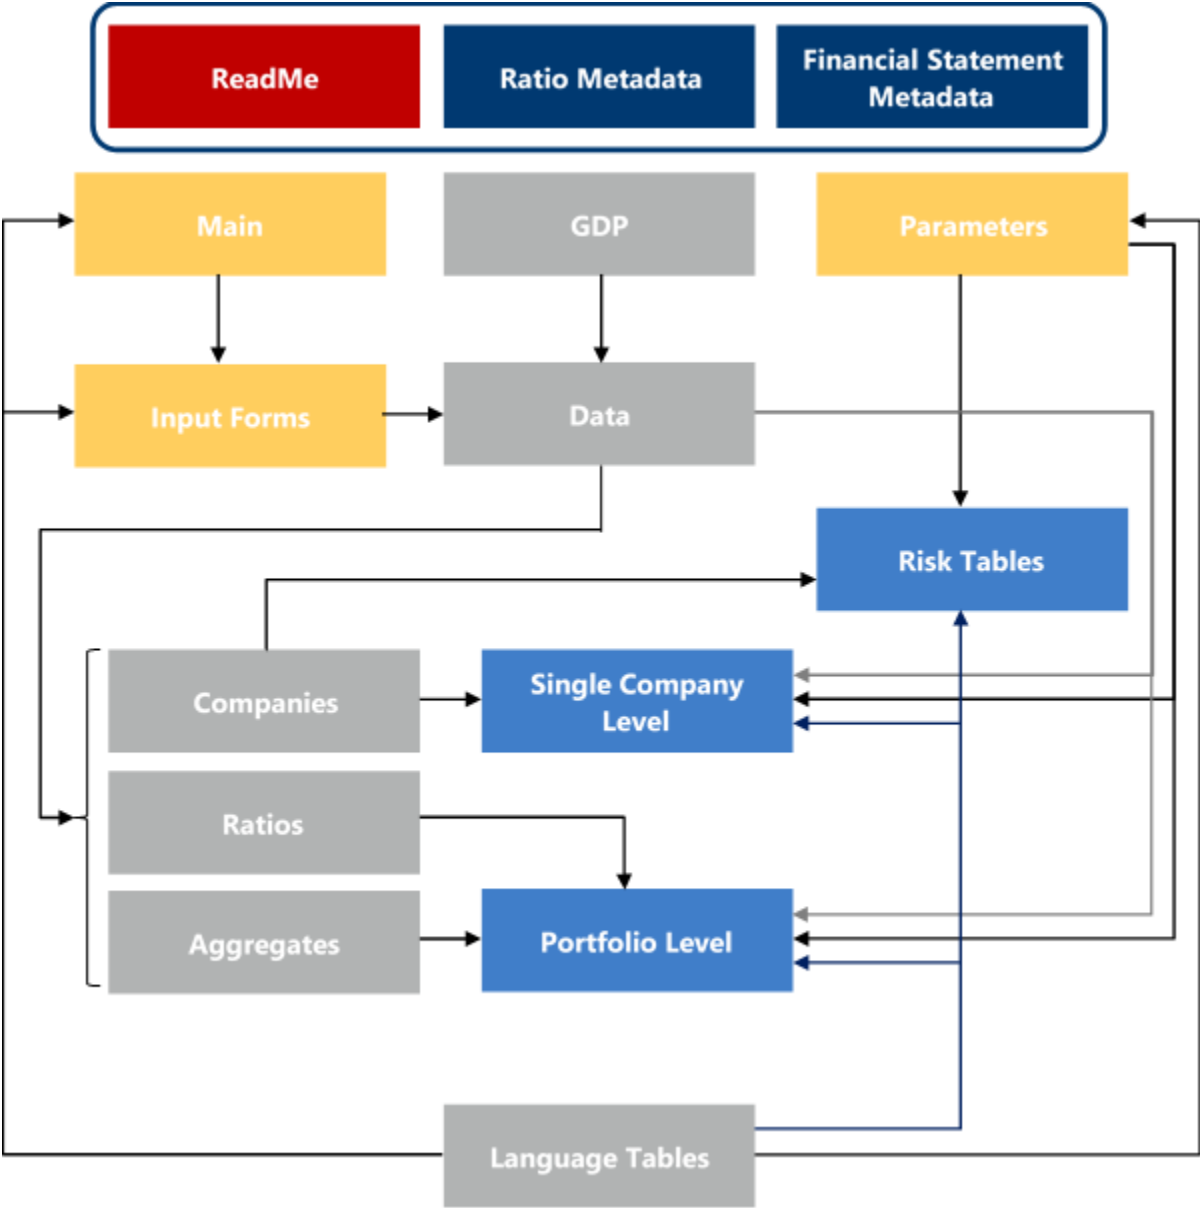 ReadMe
Ratio Metadata
Financial Statement
Metadata
Main
GDP
Parameters
Input Forms
Data
Risk Tables
Companies
Single Company
Level
Ratios
Aggregates
Portfolio Level
Language Tables